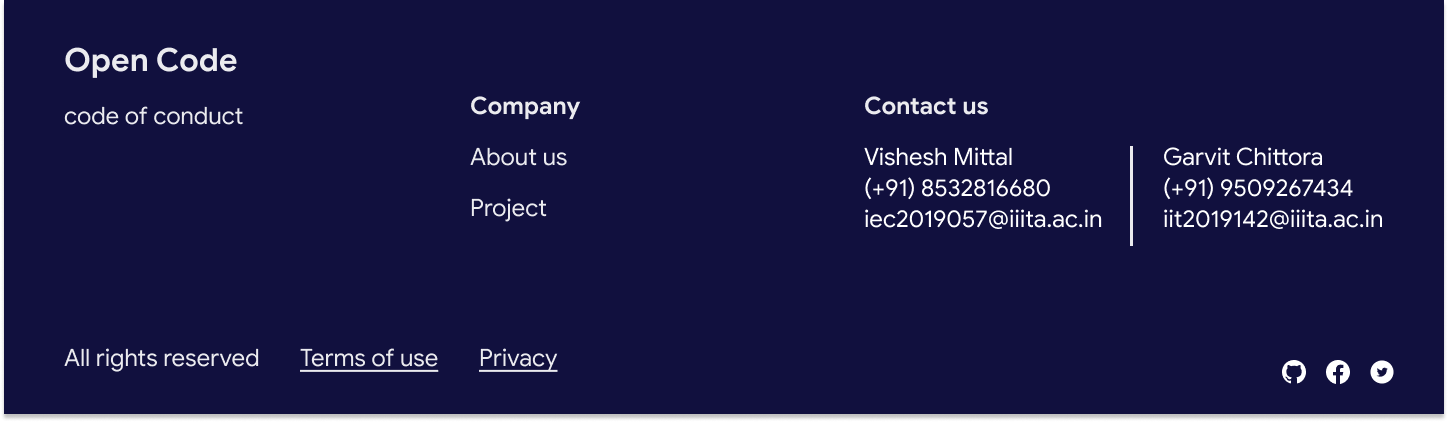 Open Code
code of conduct
Company
About us
Project
Contact us
Vishesh Mittal
(+91) 8532816680
iec2019057@iiita.ac.in
Garvit Chittora
(+91) 9509267434
iit2019142@iiita.ac.in
All rights reserved
Terms of use
Privacy